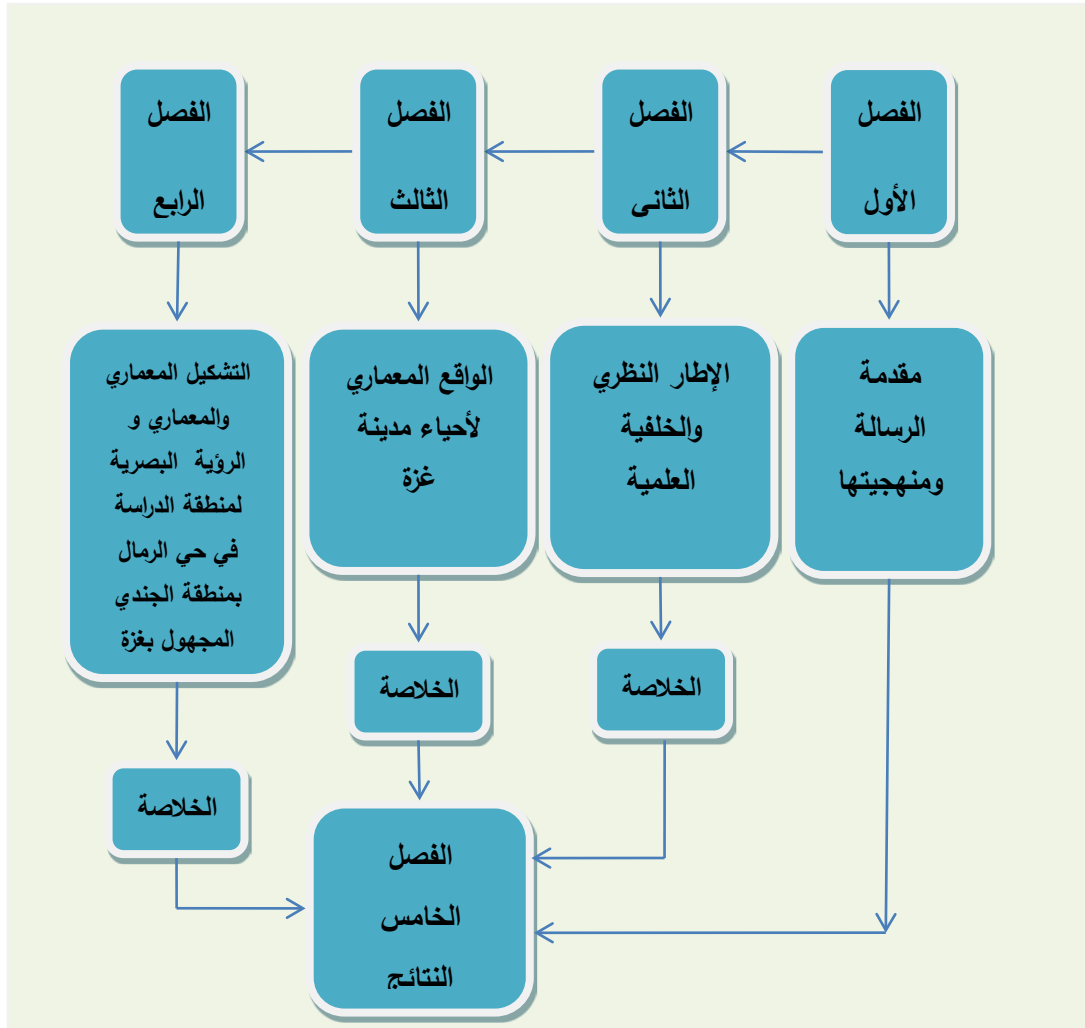 الفصل
الأول
الفصل
الثانى
الفصل
الثالث
الفصل
الرابع
مقدمة
الرسالة
ومنهجيتها
الإطار النظري
والخلفية
العلمية
الواقع المعماري
لأحياء مدينة
غزة
التشكيل المعماري
والمعماري و
الرؤية البصرية
لمنطقة الدراسة
في حي الرمال
بمنطقة الجندي
المجهول بغزة
الخلاصة
الخلاصة
الخلاصة
الفصل
الخامس
النتائج